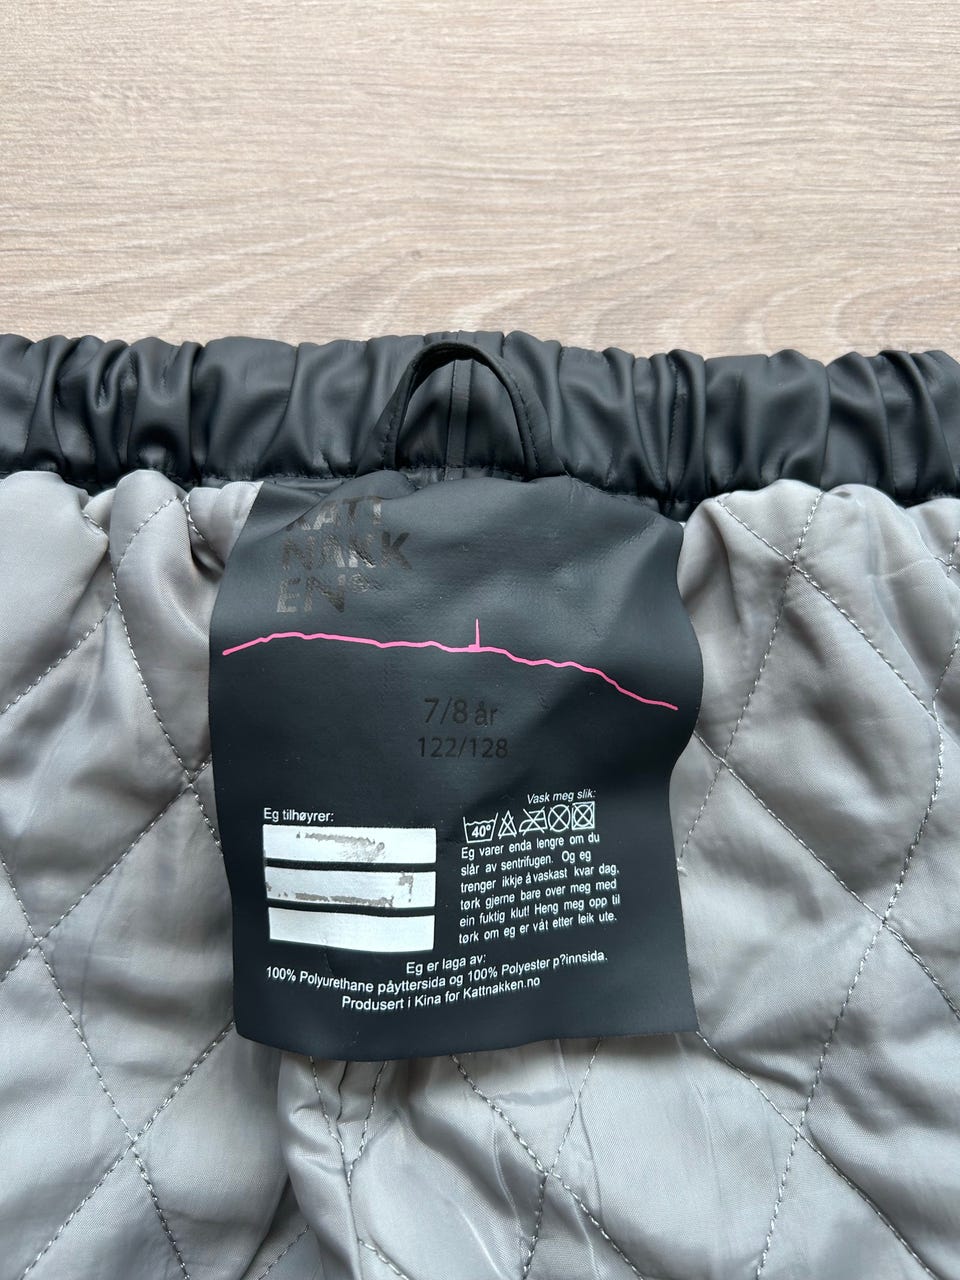 KATT
NAKK
EN
7/8 år
122/128
Eg tilhøyrer:
Vask meg slik:
40°
Eg varer enda lengre om du
slår av sentrifugen. Og eg
trenger ikkje å vaskast kvar dag,
tørk gjerne bare over meg med
ein fuktig klut! Heng meg opp til
tørk om eg er våt etter leik ute.
Eg er laga av:
100% Polyurethane påyttersida og 100% Polyester p?innsida.
Produsert i Kina for Kattnakken.no